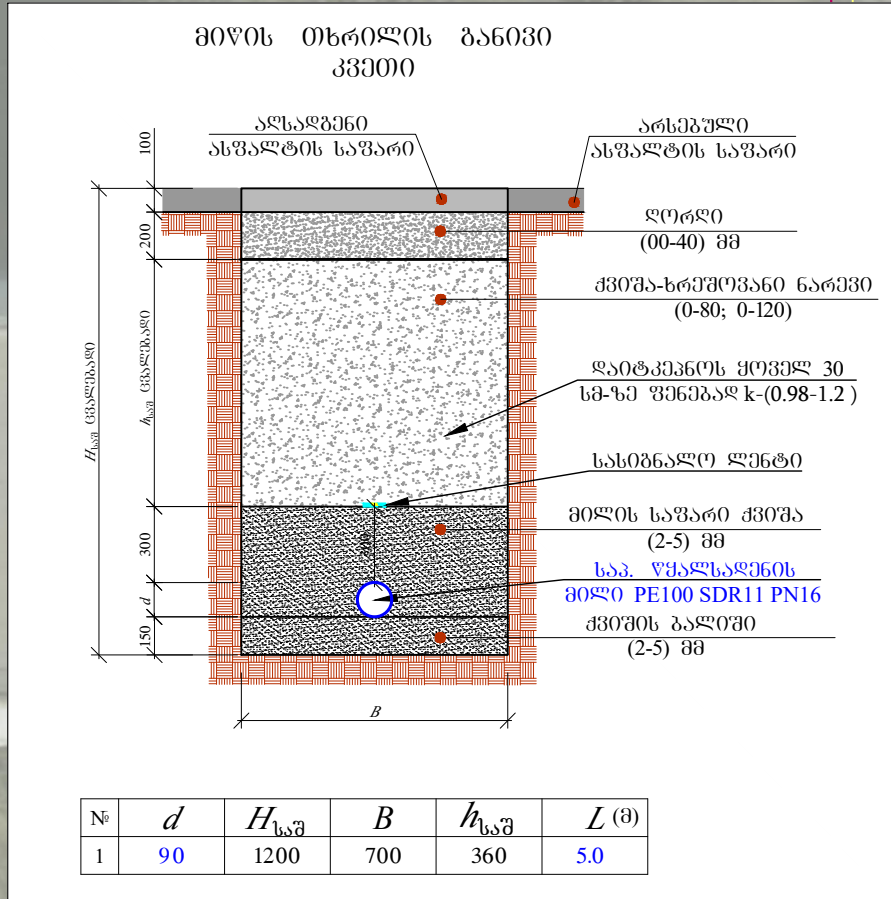 მიწის თხრილის განივი
კვეთი
აღსადგენი
ასფალტის საფარი
არსებული
ასფალტის საფარი
ღორღი
(00-40) მმ
ქვიშა-ხრეშოვანი ნარევი
(0-80; 0-120)
დაიტკეპნოს ყოველ 30
სმ-ზე ფენებად k-(0.98-1.2 )
სასიგნალო ლენტი
მილის საფარი ქვიშა
(2-5) მმ
საპ. წყალსადენის
მილი PE100 SDR11 PN16
ქვიშის ბალიში
(2-5) მმ
100
200
hსაშ ცვალებადი
Hსაშ ცვალებადი
300
d
150
B
№ d Hსაშ B hსაშ L (მ)
1 90 1200 700 360 5.0